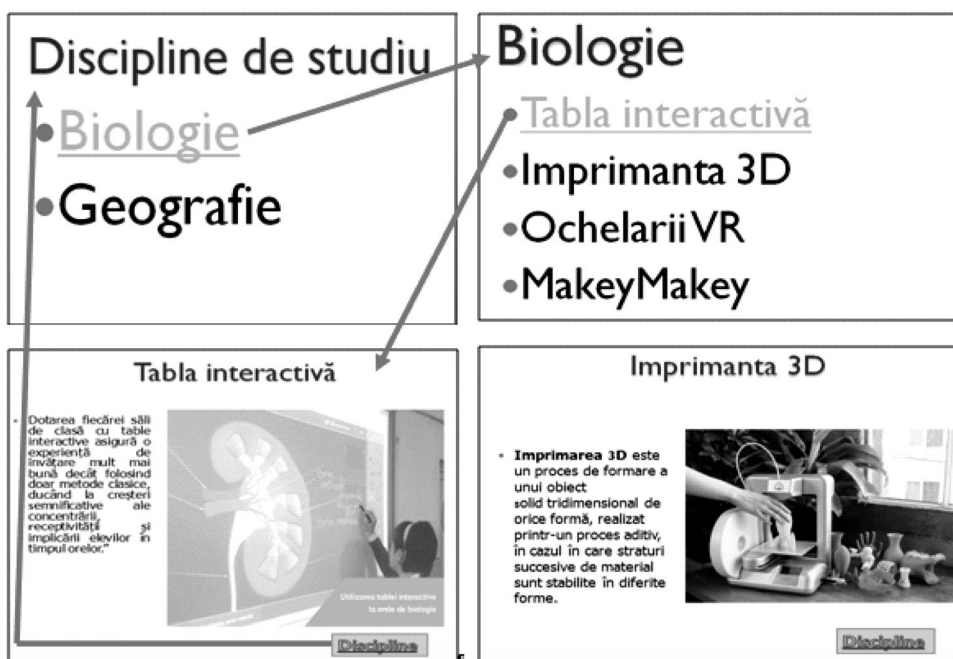 Discipline de studiu
•Biologie
•Geografie
Biologie
•Tabla interactivă
•Imprimanta 3D
•Ochelarii VR
•MakeyMakey
Tabla interactivă
• Dotarea fiecărei săli
de clasă cu table
interactive asigură o
experiență de
învățare mult mai
bună decât folosind
doar metode clasice,
ducând la creșteri
semnificative ale
concentrării,
receptivității și
implicării elevilor în
timpul orelor.”
Utilizarea tablei interactive
la orele de biologie
Discipline
Imprimanta 3D
• Imprimarea 3D este
un proces de formare a
unui obiect
solid tridimensional de
orice formă, realizat
printr-un proces aditiv,
în cazul în care straturi
succesive de material
sunt stabilite în diferite
forme.
Discipline